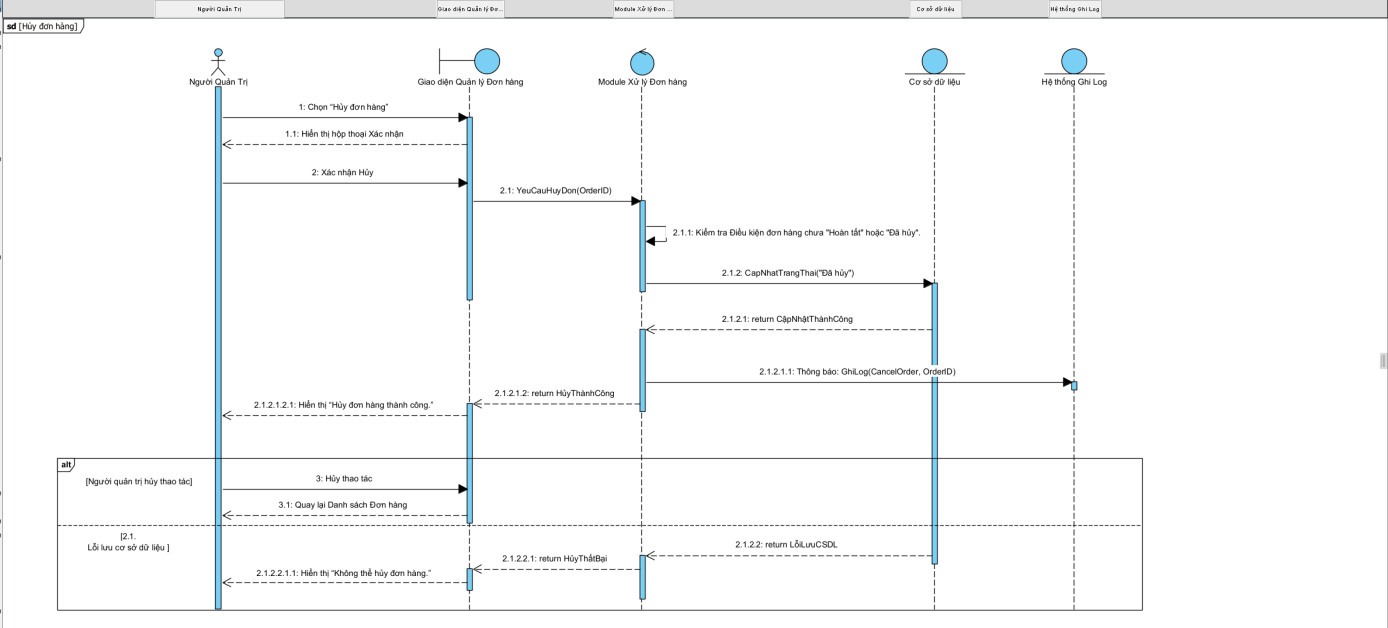 Người Quản Trị
Giao diện Quản lý Đơ...
Module Xử lý Đơn ...
Cơ sở dữ liệu
Hệ thống Ghi Log
sd [Hủy đơn hàng]
Người Quản Trị
Giao diện Quản lý Đơn hàng
Module Xử lý Đơn hàng
Cơ sở dữ liệu
Hệ thống Ghi Log
1: Chọn “Hủy đơn hàng”
1.1: Hiển thị hộp thoại Xác nhận
2: Xác nhận Hủy
2.1: YeuCauHuyDon(OrderID)
2.1.1: Kiểm tra Điều kiện đơn hàng chưa "Hoàn tất" hoặc "Đã hủy".
2.1.2: CapNhatTrangThai("Đã hủy")
2.1.2.1: return CậpNhậtThànhCông
2.1.2.1.1: Thông báo: GhiLog(CancelOrder, OrderID)
2.1.2.1.2: return HủyThànhCông
2.1.2.1.2.1: Hiển thị “Hủy đơn hàng thành công.”
alt
[Người quản trị hủy thao tác]
3: Hủy thao tác
3.1: Quay lại Danh sách Đơn hàng
[2.1.
Lỗi lưu cơ sở dữ liệu ]
2.1.2.2: return LỗiLưuCSDL
2.1.2.2.1: return HủyThấtBại
2.1.2.2.1.1: Hiển thị “Không thể hủy đơn hàng.”